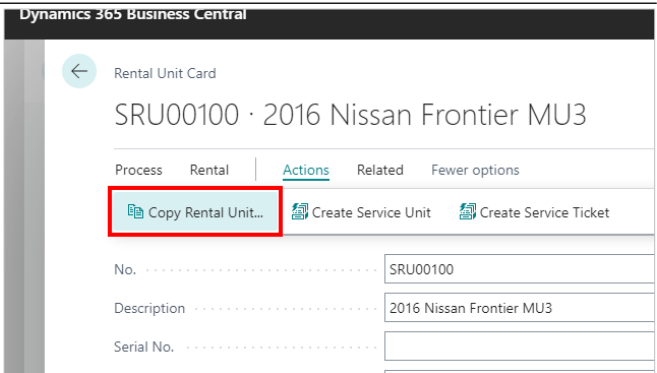 Dynamics 365 Business Central
Rental Unit Card
SRU00100 · 2016 Nissan Frontier MU3
Process Rental Actions Related Fewer options
Copy Rental Unit... Create Service Unit Create Service Ticket
No. SRU00100
Description 2016 Nissan Frontier MU3
Serial No.